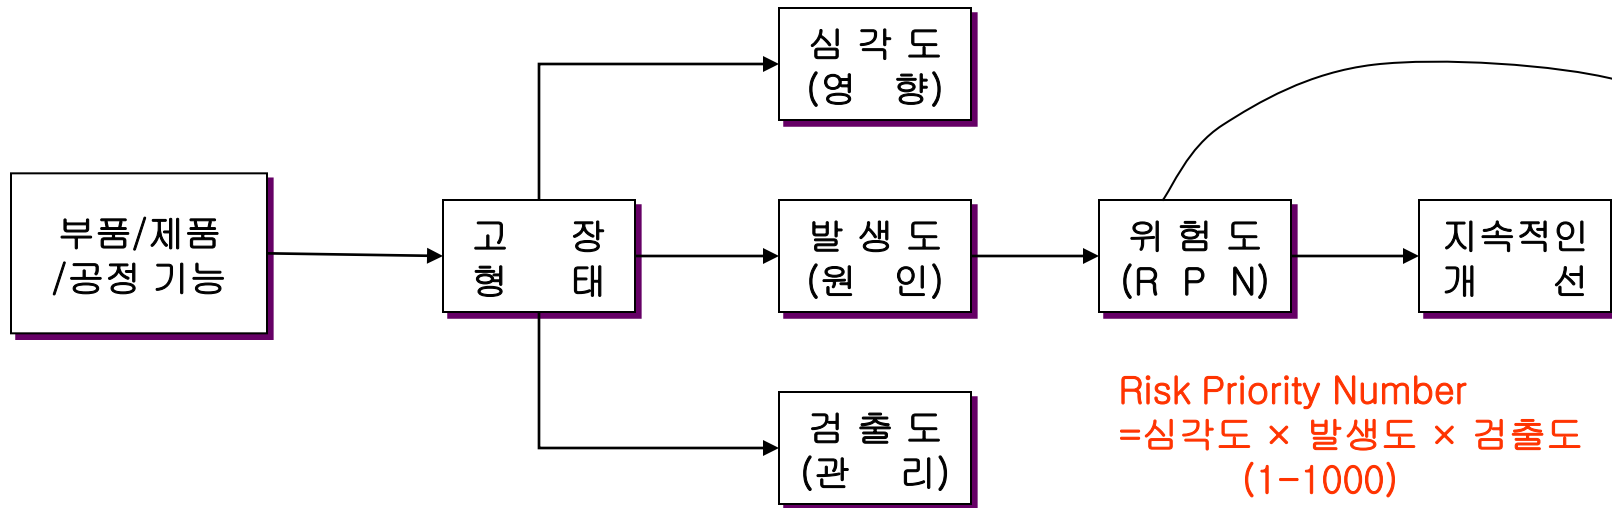 심각도
(영 향)
부품/제품
/공정 기능
고 장
형 태
발생도
(원 인)
위험도
(R P N)
지속적인
개 선
검출도
(관 리)
Risk Priority Number
=심각도 × 발생도 × 검출도
(1-1000)